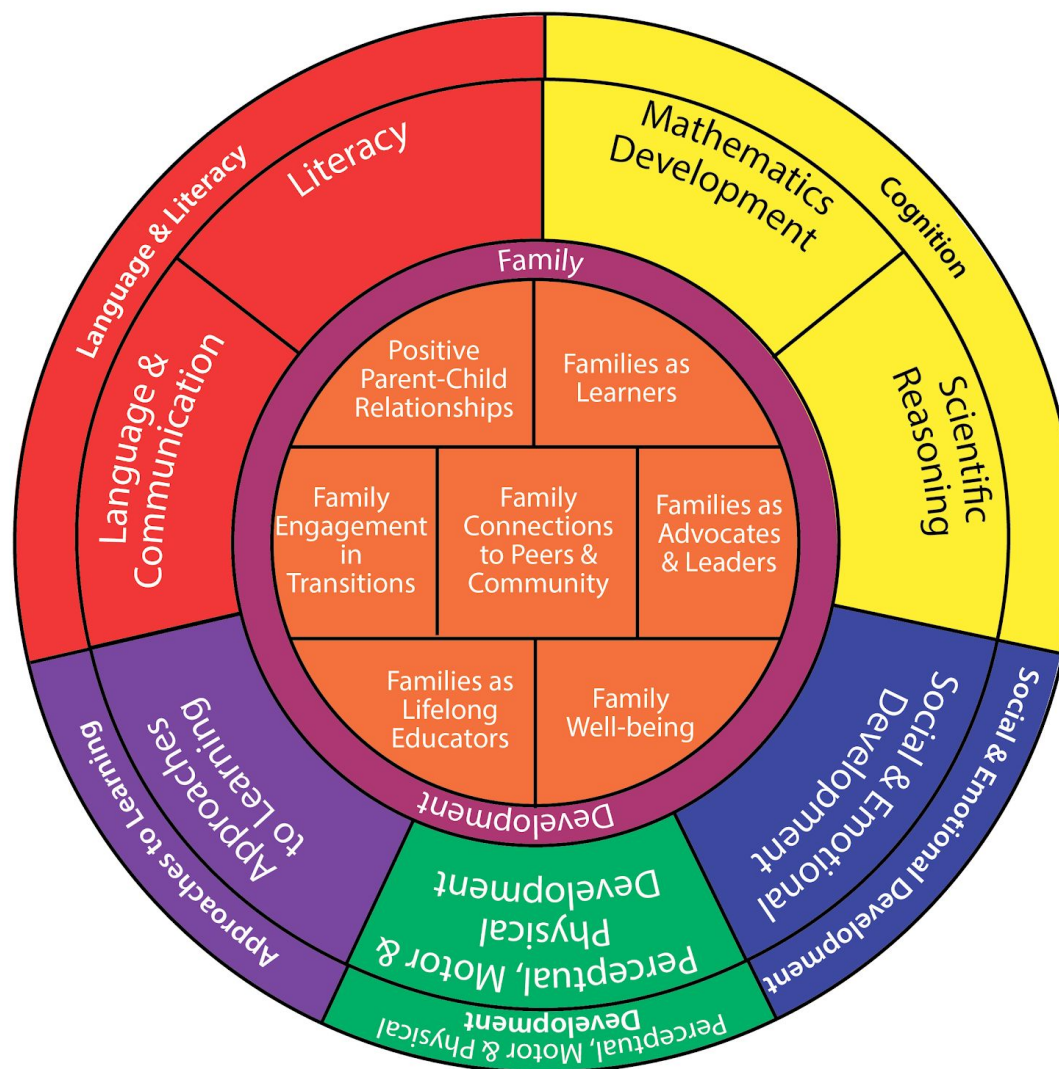 Language & Literacy
Literacy
Language &
Communication
Cognition
Mathematics
Development
Scientific
Reasoning
Family
Positive
Parent-Child
Relationships
Families as
Learners
Family
Engagement
in
Transitions
Family
Connections
to Peers &
Community
Families as
Advocates
& Leaders
Families as
Lifelong
Educators
Family
Well-being
Development
Social & Emotional
Development
Social & Emotional Development
Perceptual, Motor &
Physical
Development
Perceptual, Motor & Physical
Development
Approaches
to Learning
Approaches to Learning